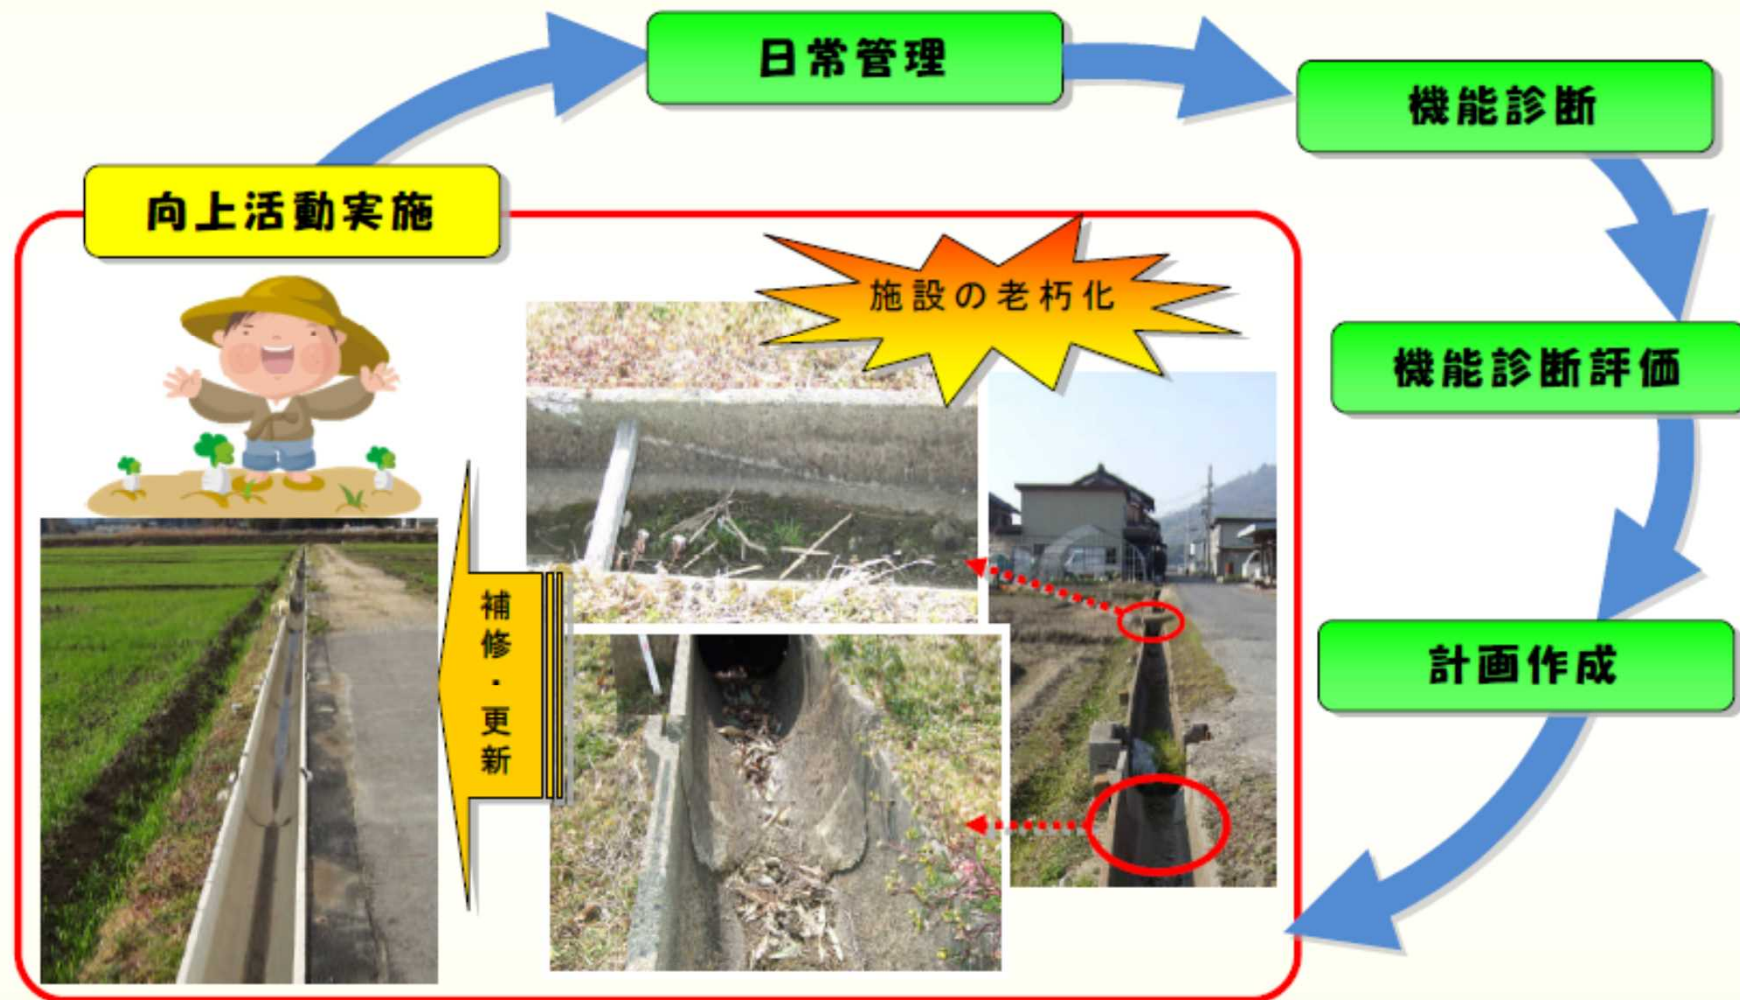 日常管理
機能診断
向上活動実施
施設の老朽化
機能診断評価
補修・更新
計画作成